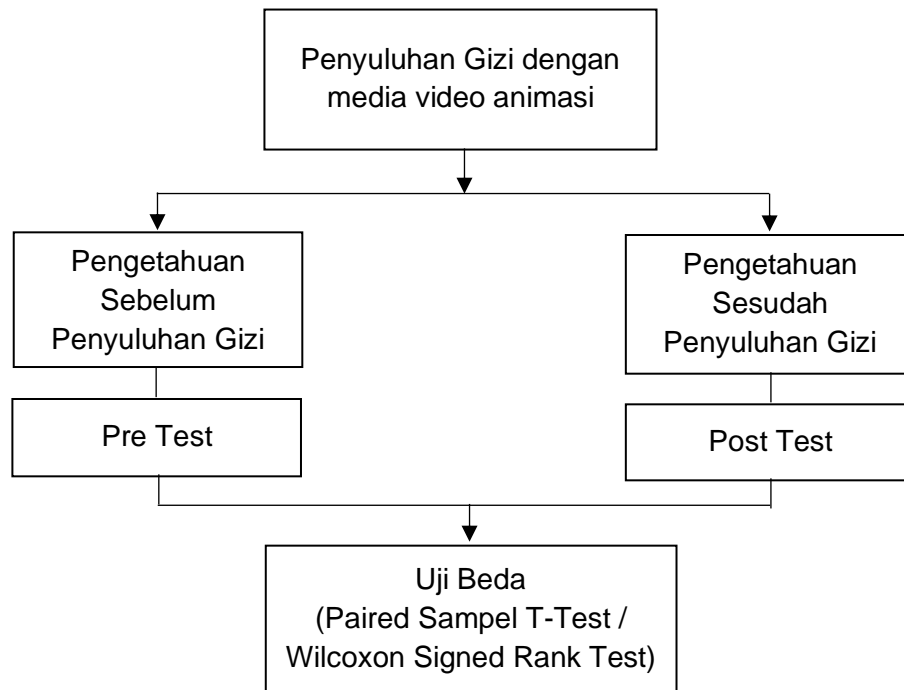 Penyuluhan Gizi dengan
media video animasi
Pengetahuan
Sebelum
Penyuluhan Gizi
Pengetahuan
Sesudah
Penyuluhan Gizi
Pre Test
Post Test
Uji Beda
(Paired Sampel T-Test /
Wilcoxon Signed Rank Test)